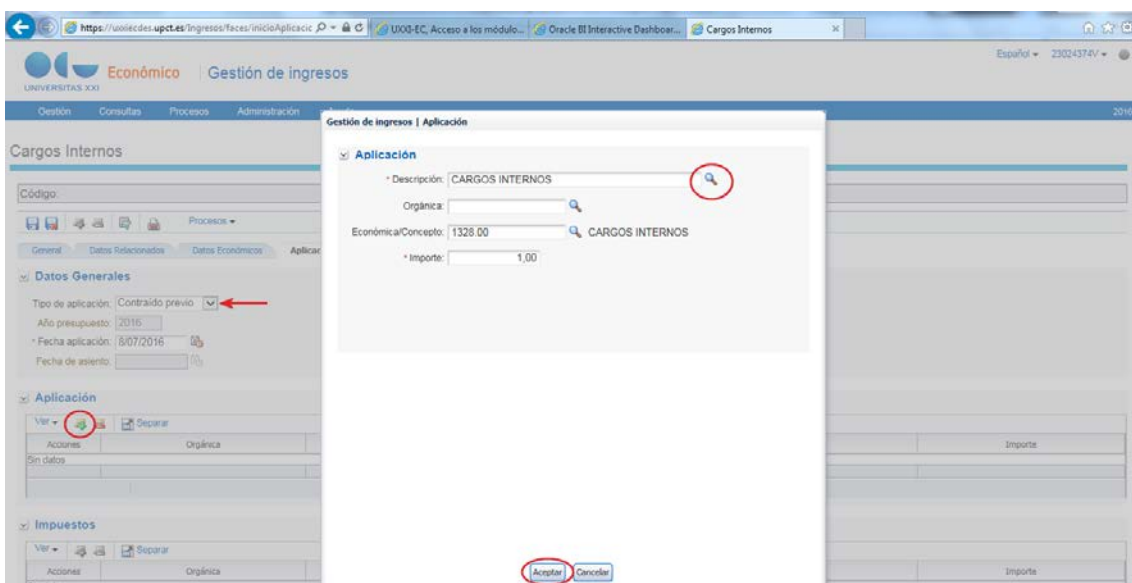 https://uxxiecdes.upct.es/Ingresos/faces/inicioAplicacic
UXXI-EC, Acceso a los módulo...
Oracle BI Interactive Dashboar...
Cargos Internos
Español
23024374V
UNIVERSITAS XXI
Económico
Gestión de ingresos
Gestión
Consultas
Procesos
Administración
2016
Gestión de ingresos | Aplicación
Cargos Internos
Aplicación
* Descripción: CARGOS INTERNOS
Código:
Orgánica:
Procesos
Económica/Concepto: 1328.00 CARGOS INTERNOS
General
Datos Relacionados
Datos Económicos
Aplicac
* Importe: 1,00
Datos Generales
Tipo de aplicación: Contraído previo
Año presupuesto: 2016
* Fecha aplicación: 8/07/2016
Fecha de asiento:
Aplicación
Ver
Separar
Acciones
Orgánica
Importe
Sin datos
Impuestos
Ver
Separar
Aceptar
Cancelar
Acciones
Orgánica
Importe